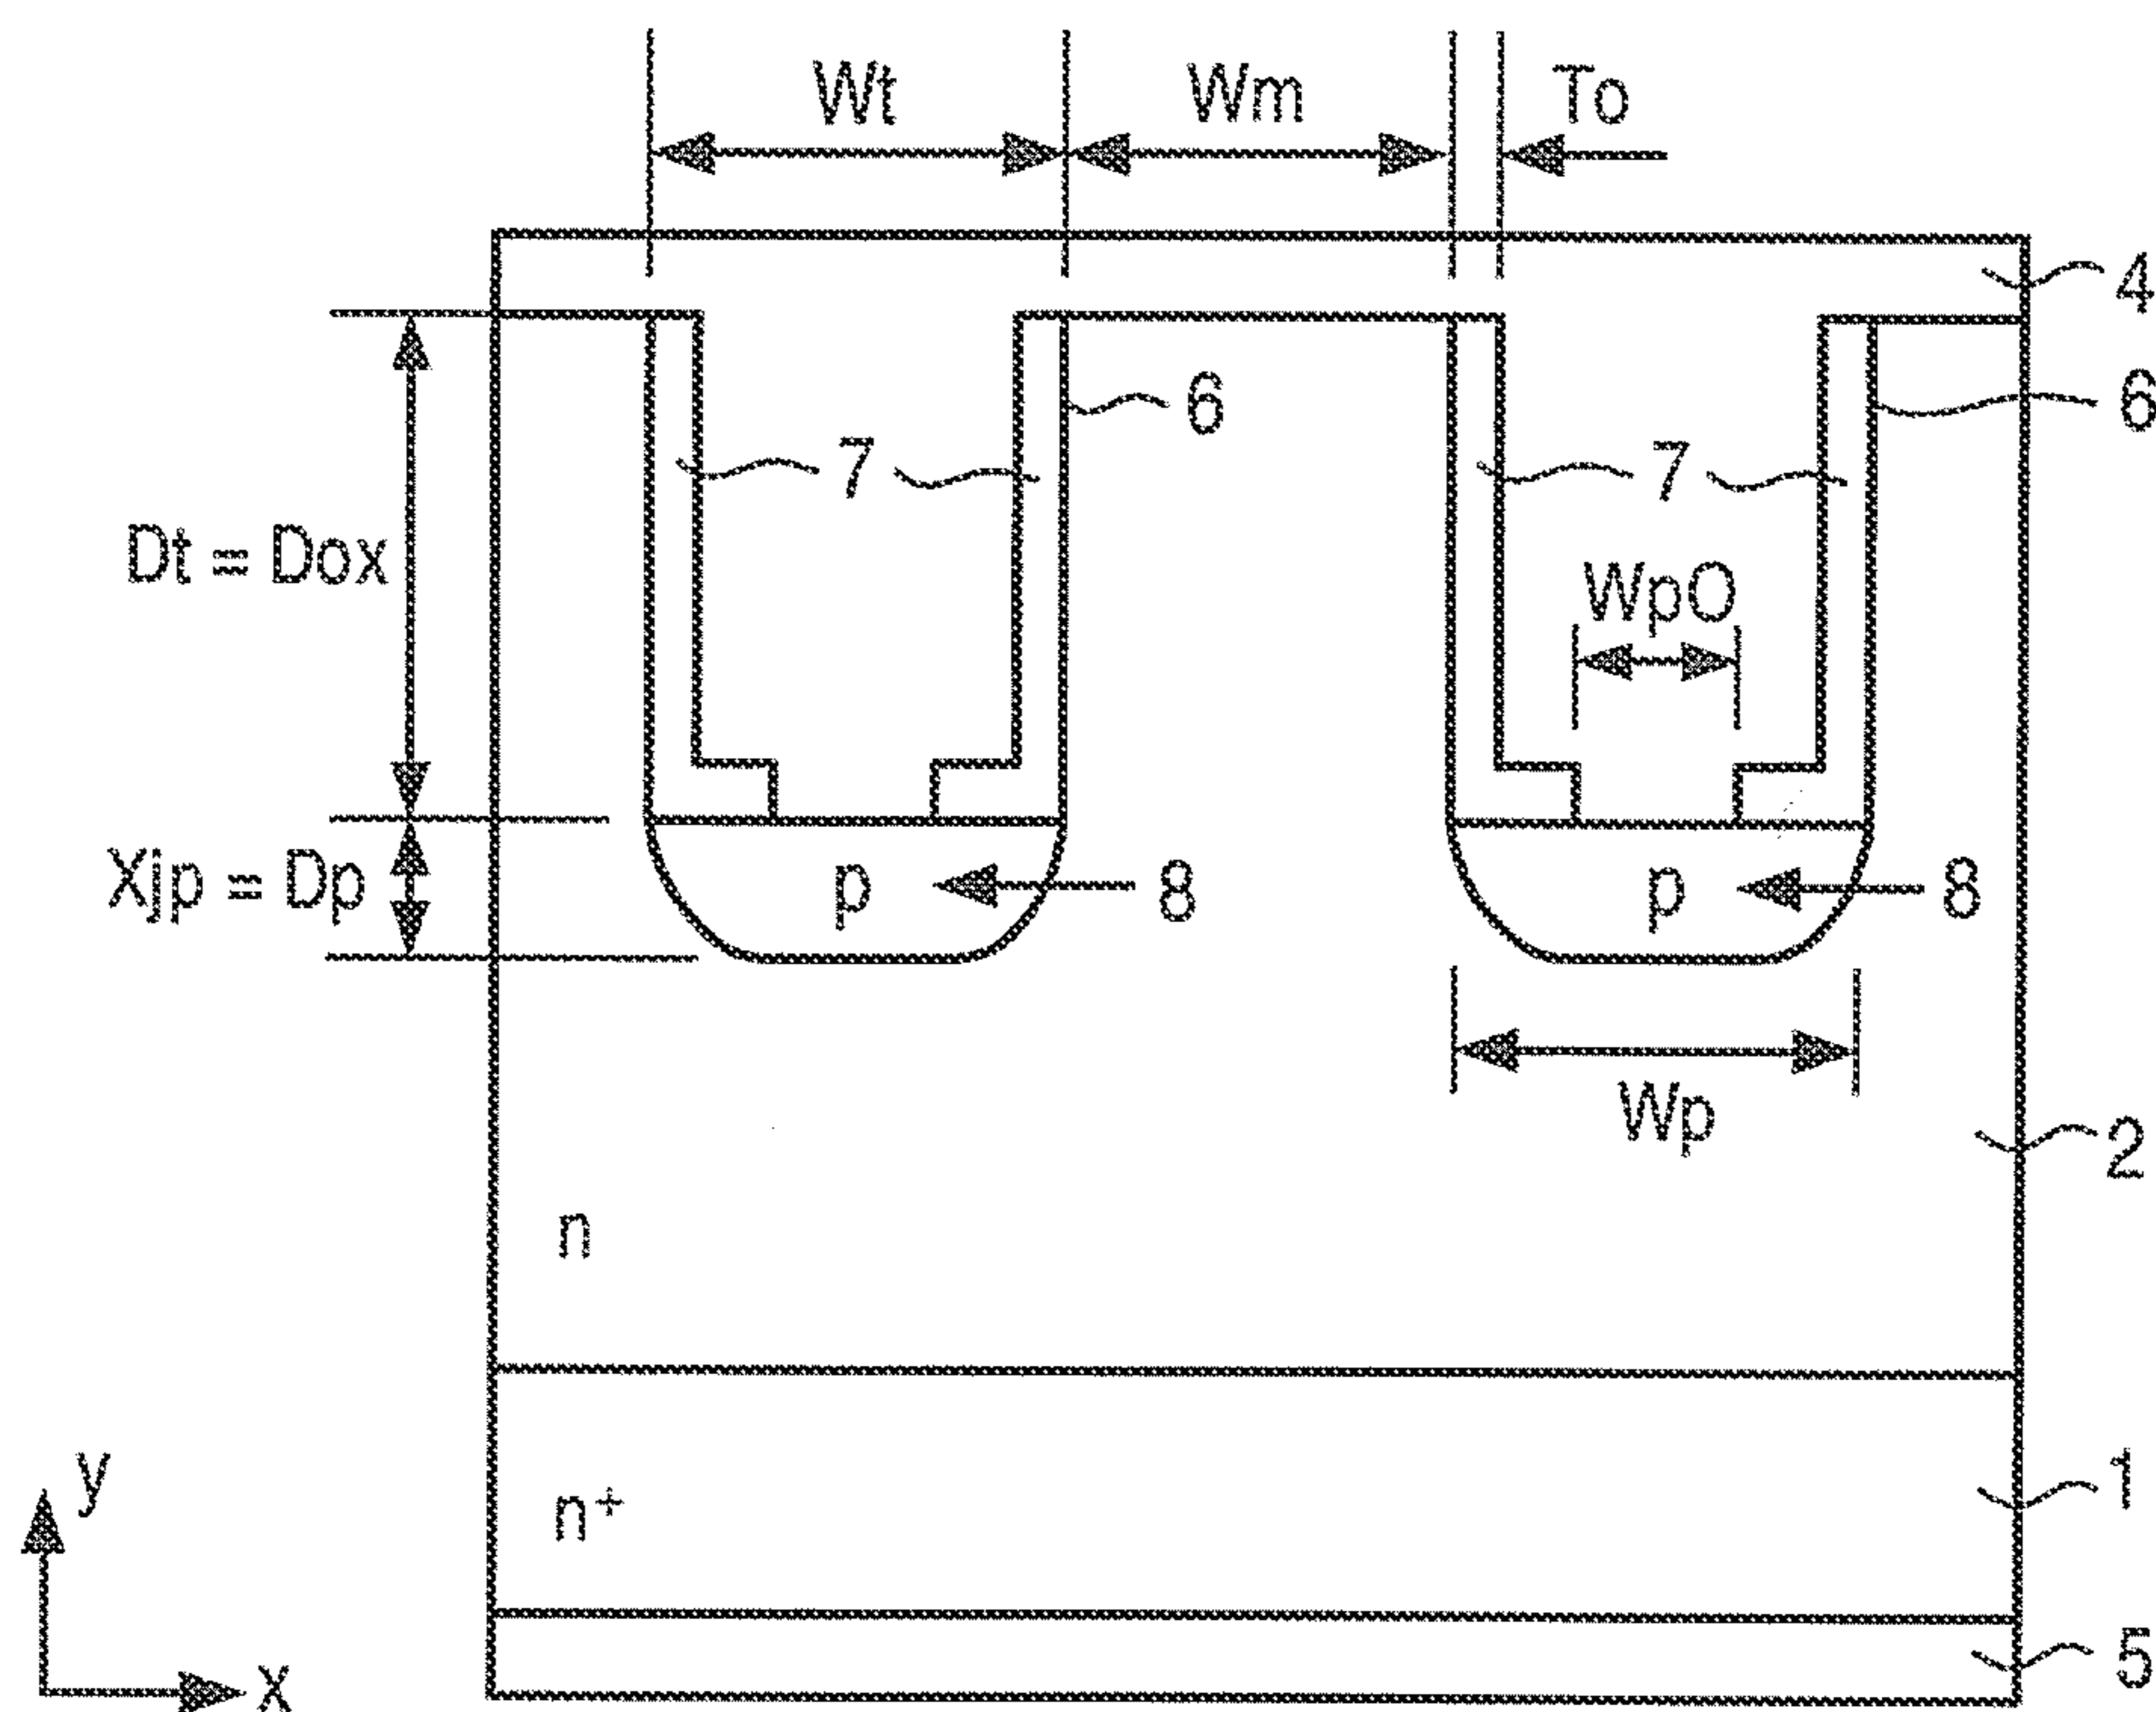 Wt Wm To
4
6 6
7 7
Dt = Dox
WpO
Xjp = Dp
p 8 p 8
Wp
2
n
1
n+
y
5
x